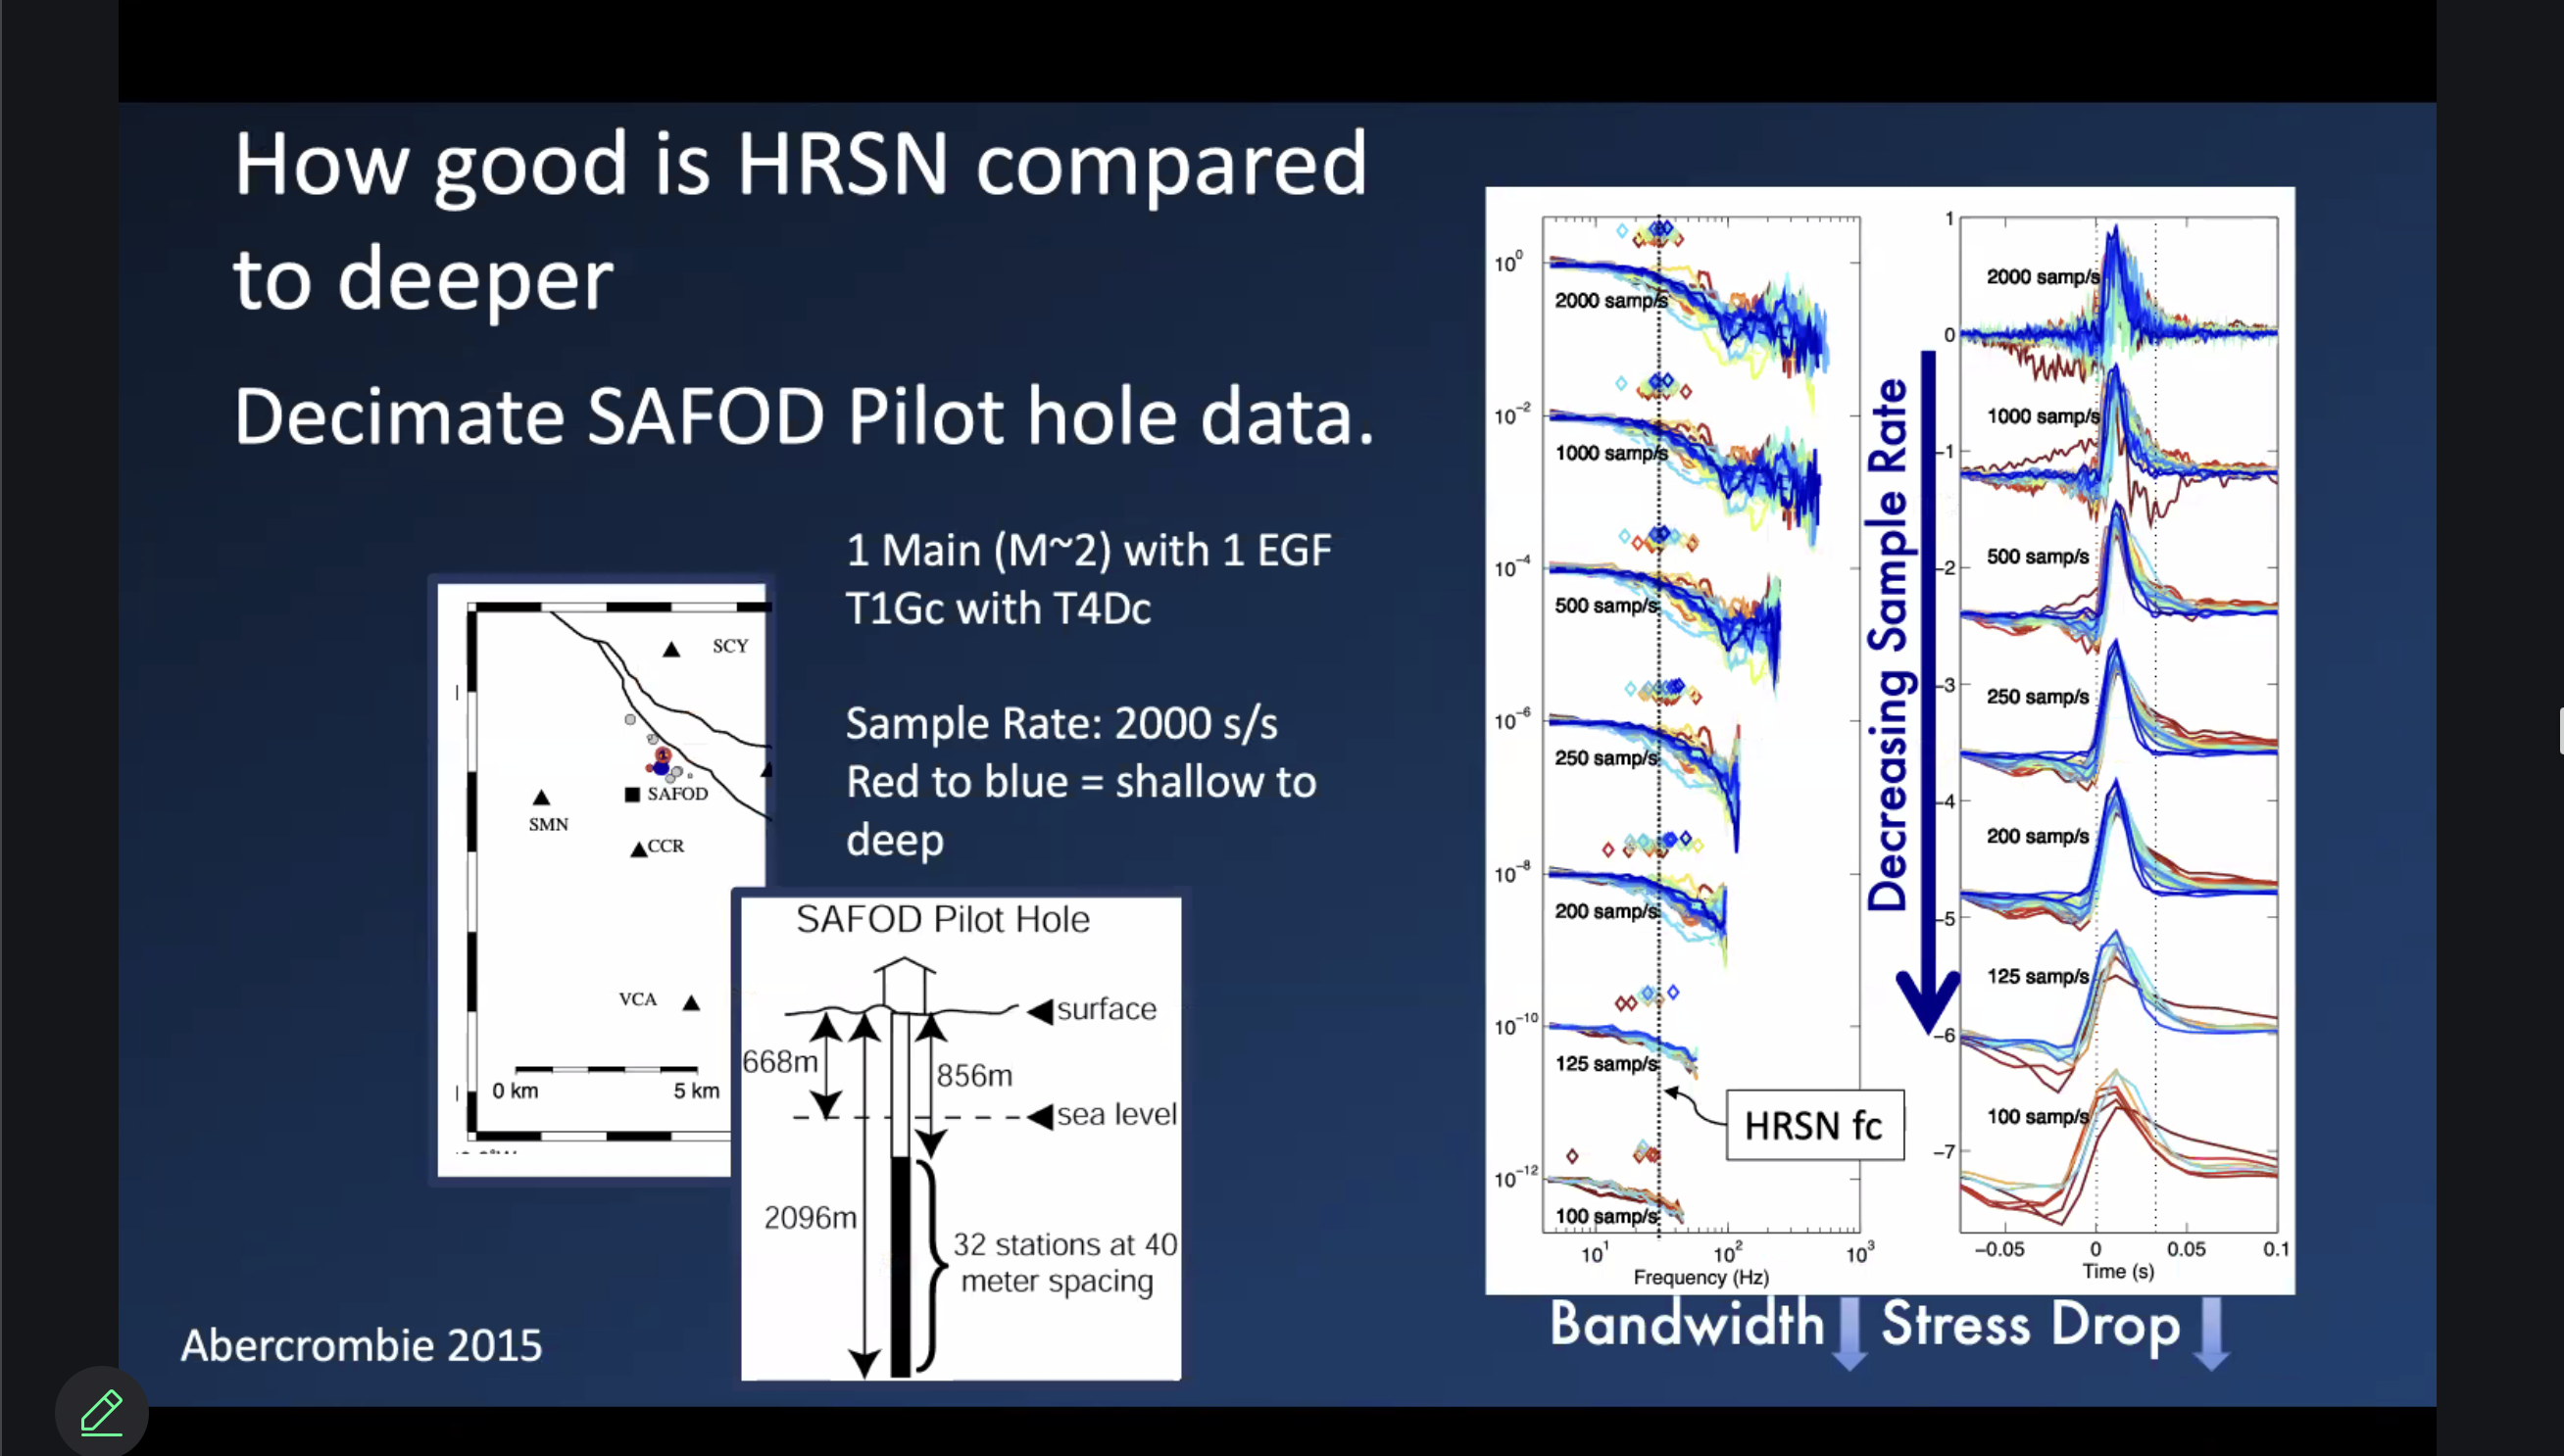 How good is HRSN compared
to deeper
Decimate SAFOD Pilot hole data.
1 Main (M~2) with 1 EGF
T1Gc with T4Dc
Sample Rate: 2000 s/s
Red to blue = shallow to
deep
SCY
1
SAFOD
SMN
CCR
VCA
0 km
5 km
SAFOD Pilot Hole
surface
668m
856m
sea level
2096m
32 stations at 40
meter spacing
Abercrombie 2015
10^0
2000 samp/s
10^-2
1000 samp/s
10^-4
500 samp/s
10^-6
250 samp/s
10^-8
200 samp/s
10^-10
125 samp/s
HRSN fc
10^-12
100 samp/s
10^1
10^2
10^3
Frequency (Hz)
Decreasing Sample Rate
1
2000 samp/s
0
1000 samp/s
-1
500 samp/s
-2
250 samp/s
-3
-4
200 samp/s
-5
125 samp/s
-6
100 samp/s
-7
-0.05
0
0.05
0.1
Time (s)
Bandwidth
Stress Drop